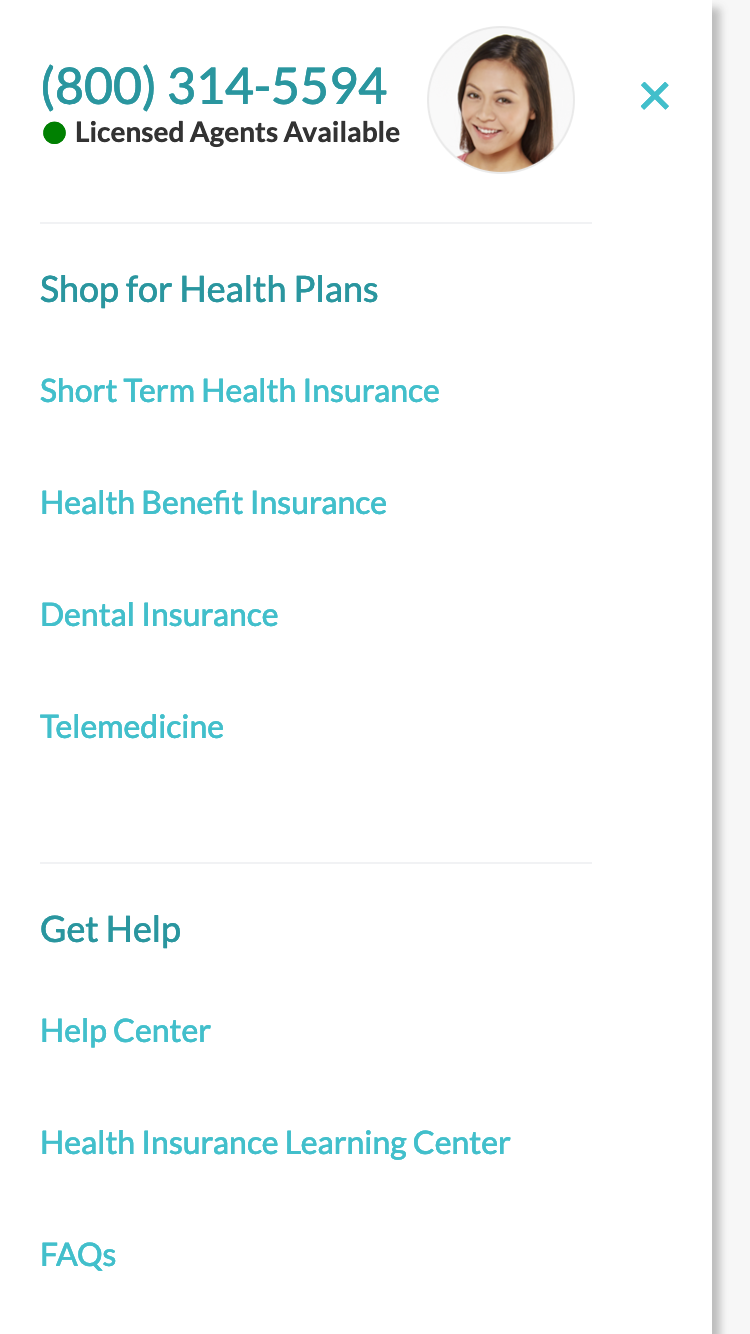 (800) 314-5594
Licensed Agents Available
Shop for Health Plans
Short Term Health Insurance
Health Benefit Insurance
Dental Insurance
Telemedicine
Get Help
Help Center
Health Insurance Learning Center
FAQs